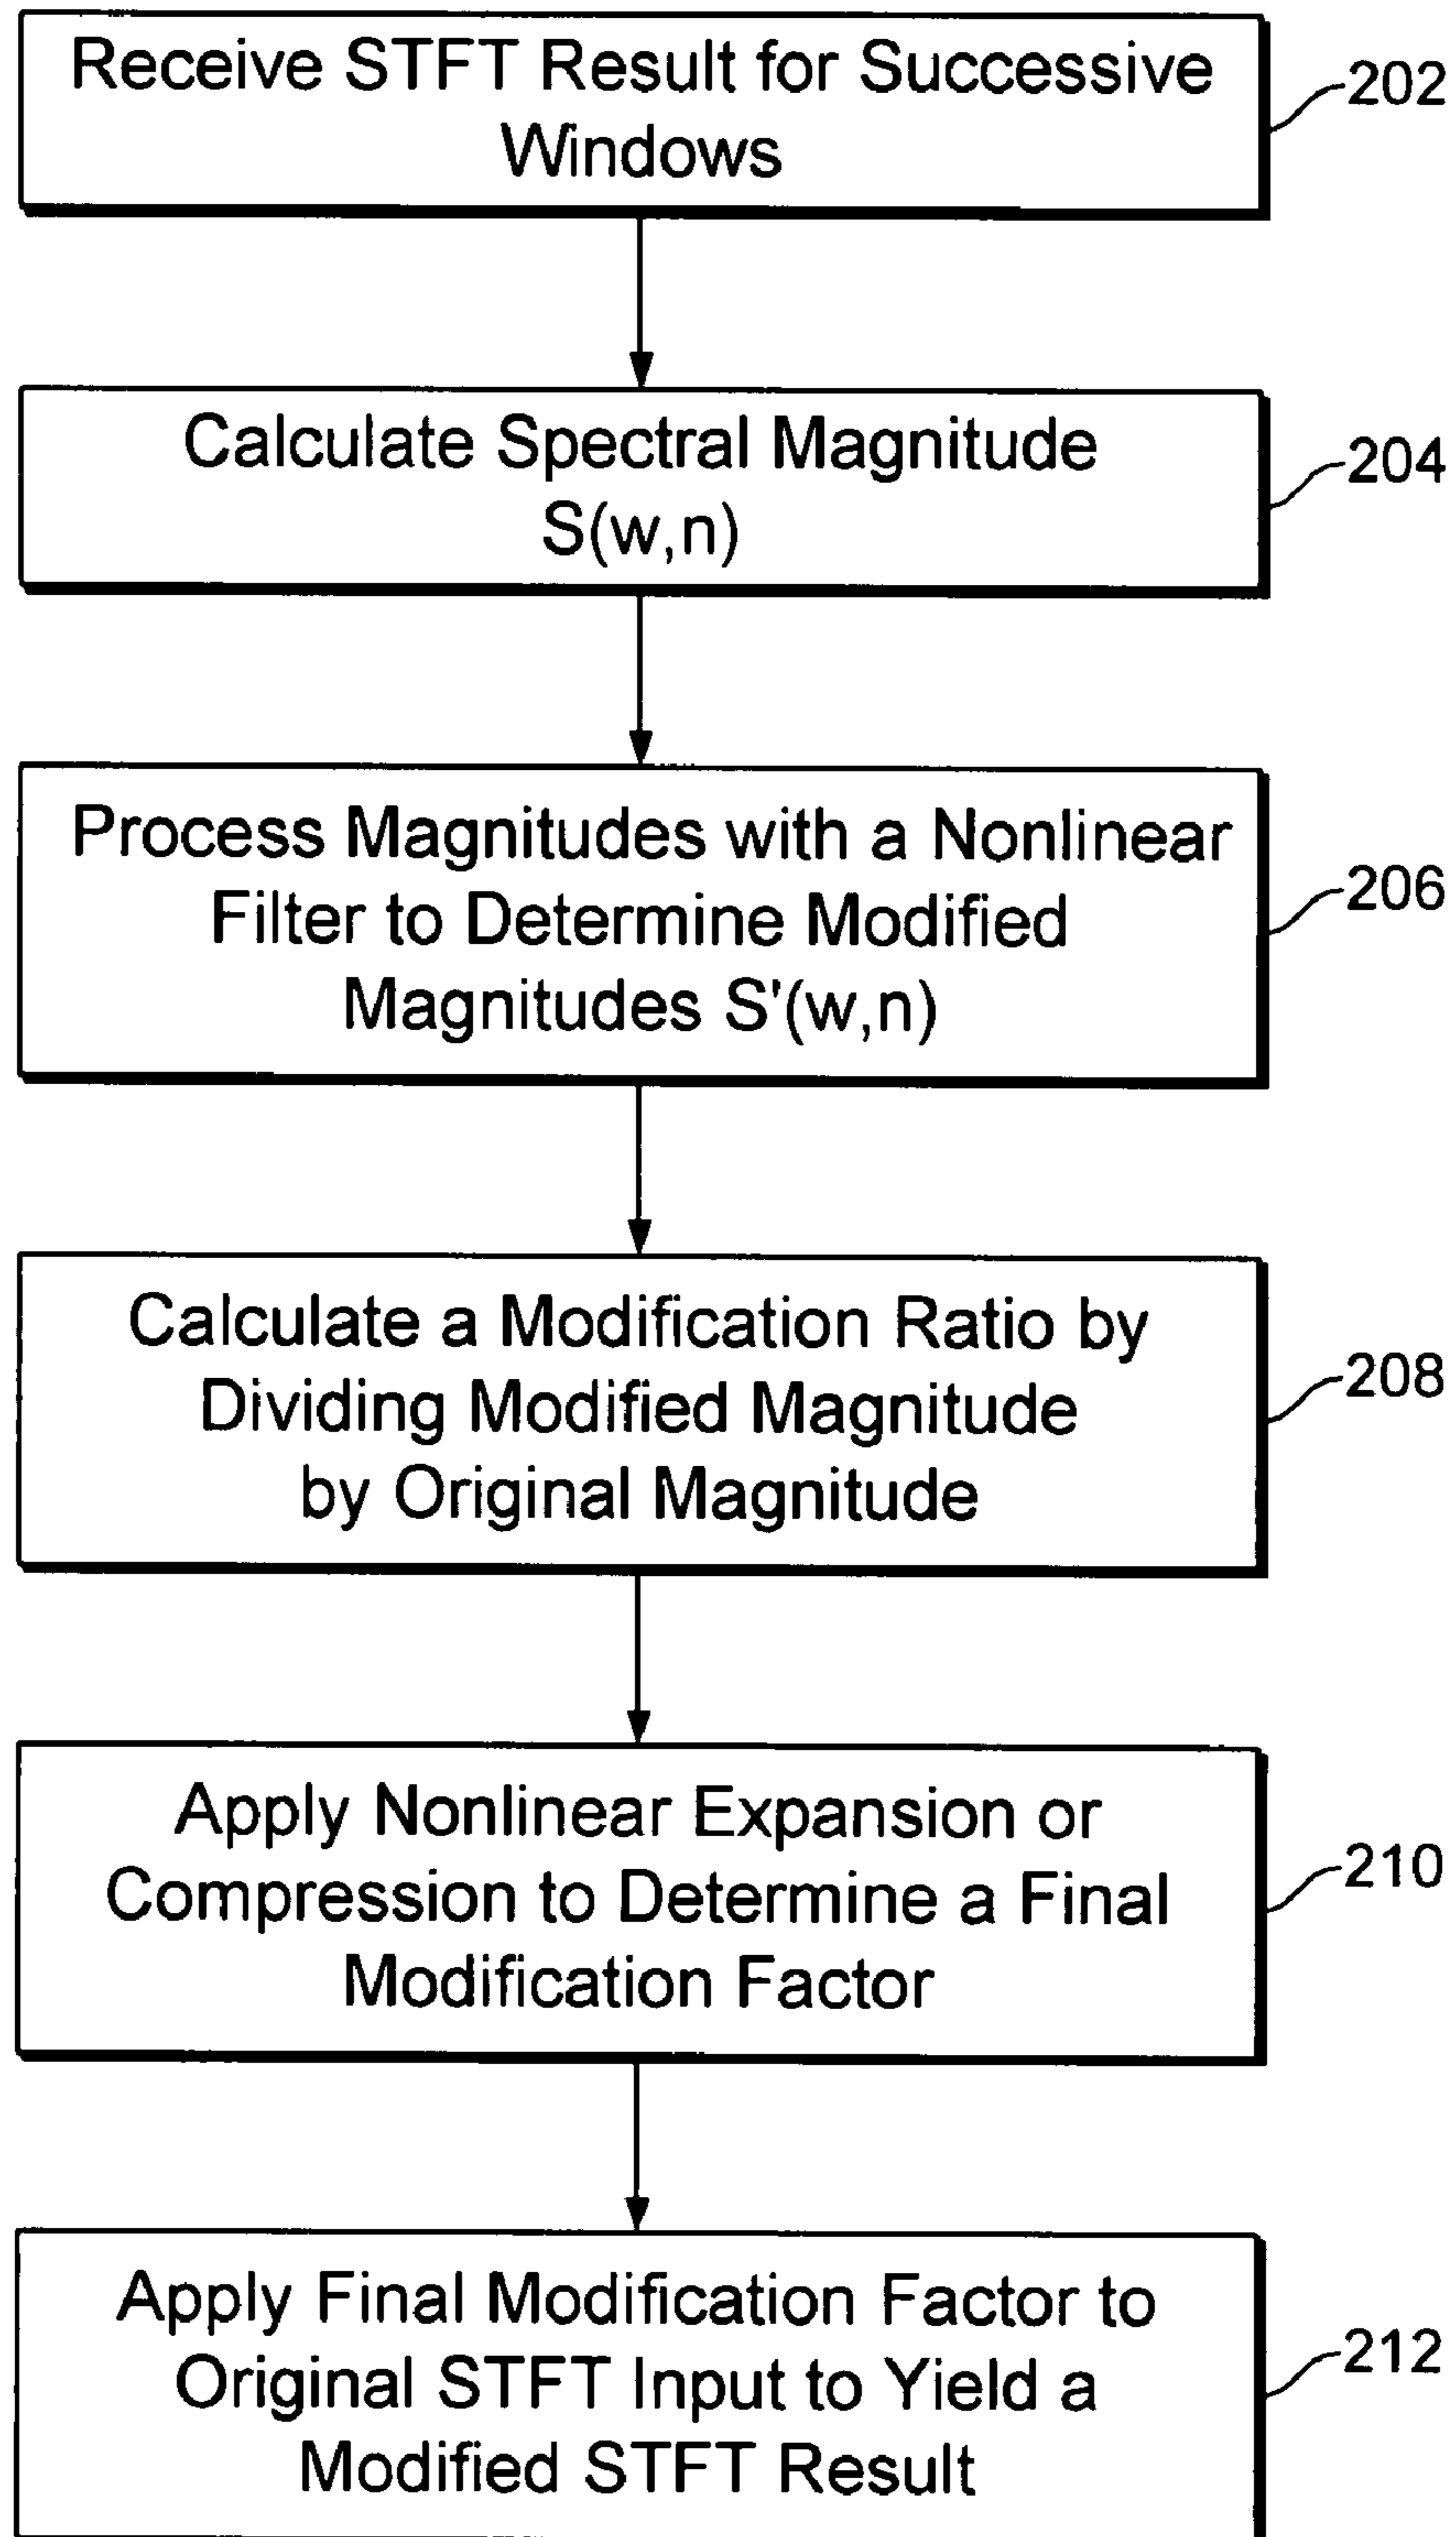 Receive STFT Result for Successive
Windows
202
Calculate Spectral Magnitude
S(w,n)
204
Process Magnitudes with a Nonlinear
Filter to Determine Modified
Magnitudes S'(w,n)
206
Calculate a Modification Ratio by
Dividing Modified Magnitude
by Original Magnitude
208
Apply Nonlinear Expansion or
Compression to Determine a Final
Modification Factor
210
Apply Final Modification Factor to
Original STFT Input to Yield a
Modified STFT Result
212